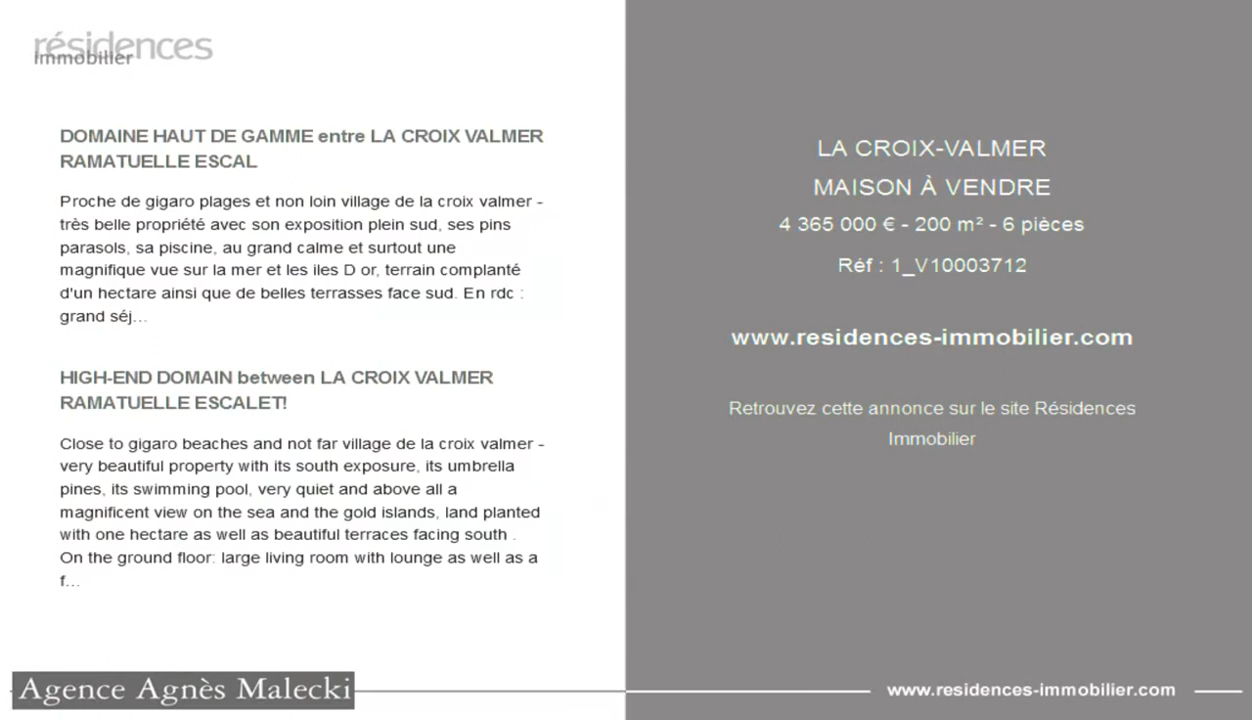 résidences
immobilier
DOMAINE HAUT DE GAMME entre LA CROIX VALMER
RAMATUELLE ESCAL
Proche de gigaro plages et non loin village de la croix valmer -
très belle propriété avec son exposition plein sud, ses pins
parasols, sa piscine, au grand calme et surtout une
magnifique vue sur la mer et les iles D or, terrain complanté
d'un hectare ainsi que de belles terrasses face sud. En rdc :
grand séj...
HIGH-END DOMAIN between LA CROIX VALMER
RAMATUELLE ESCALET!
Close to gigaro beaches and not far village de la croix valmer -
very beautiful property with its south exposure, its umbrella
pines, its swimming pool, very quiet and above all a
magnificent view on the sea and the gold islands, land planted
with one hectare as well as beautiful terraces facing south .
On the ground floor: large living room with lounge as well as a
f...
Agence Agnès Malecki
LA CROIX-VALMER
MAISON À VENDRE
4 365 000 € - 200 m² - 6 pièces
Réf : 1_V10003712
www.residences-immobilier.com
Retrouvez cette annonce sur le site Résidences
Immobilier
www.residences-immobilier.com